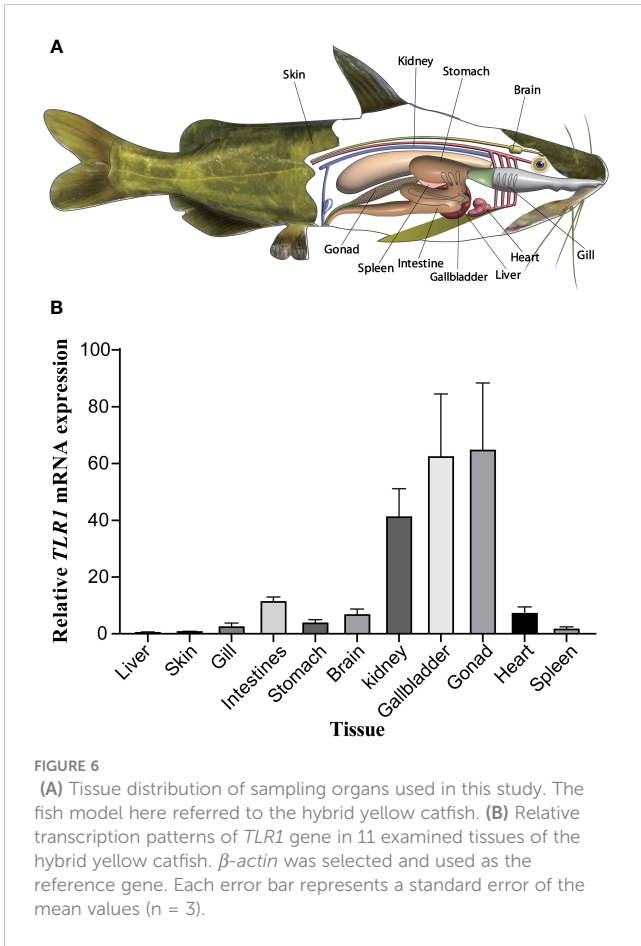 A
Skin
Kidney
Stomach
Brain
Gonad
Spleen
Intestine
Gallbladder
Liver
Heart
Gill
B
Relative TLR1 mRNA expression
100
80
60
40
20
0
Liver
Skin
Gill
Intestines
Stomach
Brain
kidney
Gallbladder
Gonad
Heart
Spleen
Tissue
FIGURE 6
(A) Tissue distribution of sampling organs used in this study. The
fish model here referred to the hybrid yellow catfish. (B) Relative
transcription patterns of TLR1 gene in 11 examined tissues of the
hybrid yellow catfish. β-actin was selected and used as the
reference gene. Each error bar represents a standard error of the
mean values (n = 3).